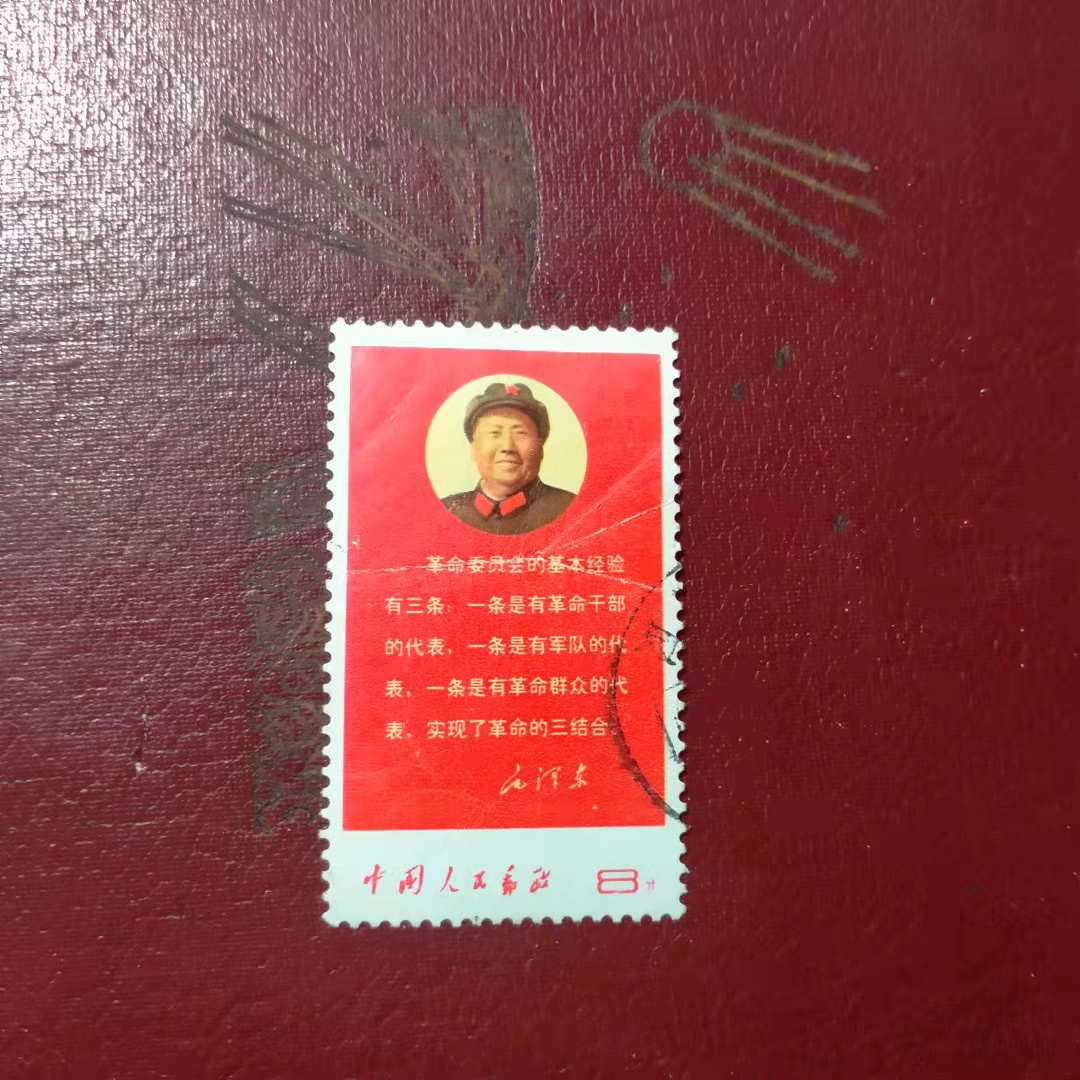 革命委员会的基本经验
有三条：一条是有革命干部
的代表，一条是有军队的代
表，一条是有革命群众的代
表，实现了革命的三结合。
毛泽东
中国人民邮政 8分